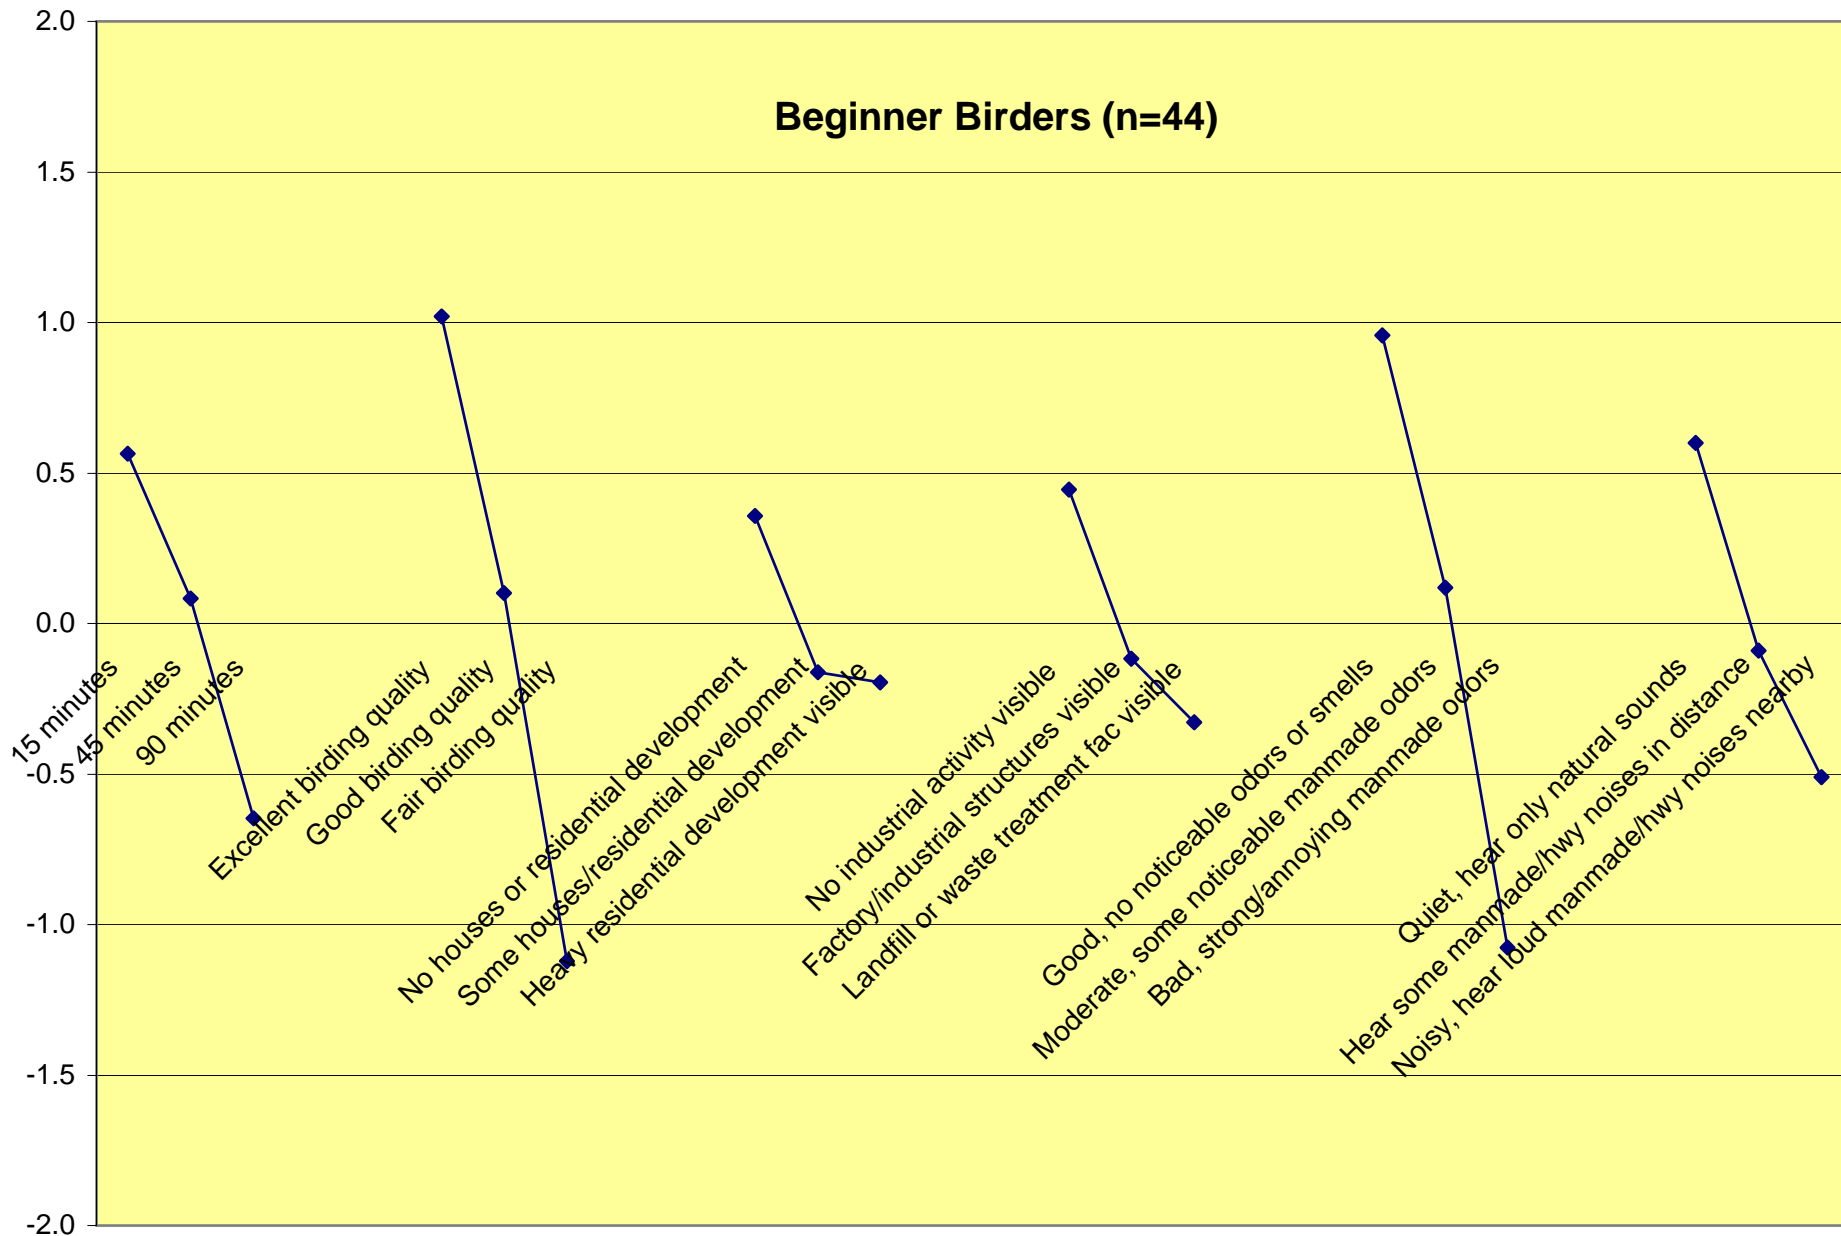 Beginner Birders (n=44)
2.0
1.5
1.0
0.5
0.0
-0.5
-1.0
-1.5
-2.0
15 minutes
45 minutes
90 minutes
Excellent birding quality
Good birding quality
Fair birding quality
No houses or residential development
Some houses/residential development
Heavy residential development visible
No industrial activity visible
Factory/industrial structures visible
Landfill or waste treatment fac visible
Good, no noticeable odors or smells
Moderate, some noticeable manmade odors
Bad, strong/annoying manmade odors
Quiet, hear only natural sounds
Hear some manmade/hwy noises in distance
Noisy, hear loud manmade/hwy noises nearby